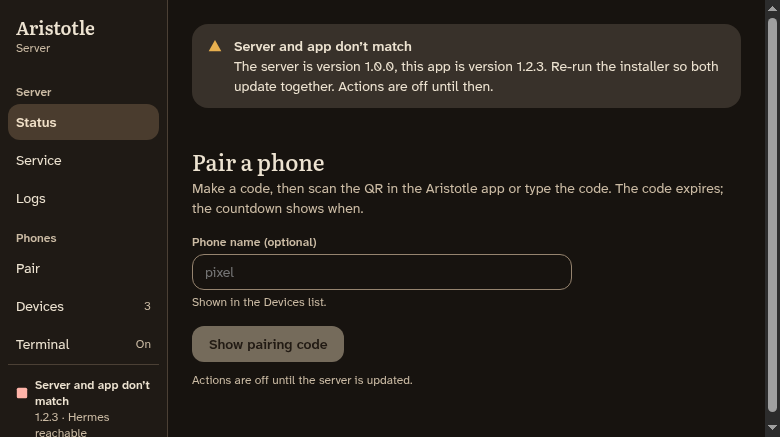 Aristotle
Server
Server
Status
Service
Logs
Phones
Pair
Devices 3
Terminal On
Server and app don’t
match
1.2.3 · Hermes
reachable
Server and app don’t match
The server is version 1.0.0, this app is version 1.2.3. Re-run the installer so both
update together. Actions are off until then.
Pair a phone
Make a code, then scan the QR in the Aristotle app or type the code. The code expires;
the countdown shows when.
Phone name (optional)
pixel
Shown in the Devices list.
Show pairing code
Actions are off until the server is updated.